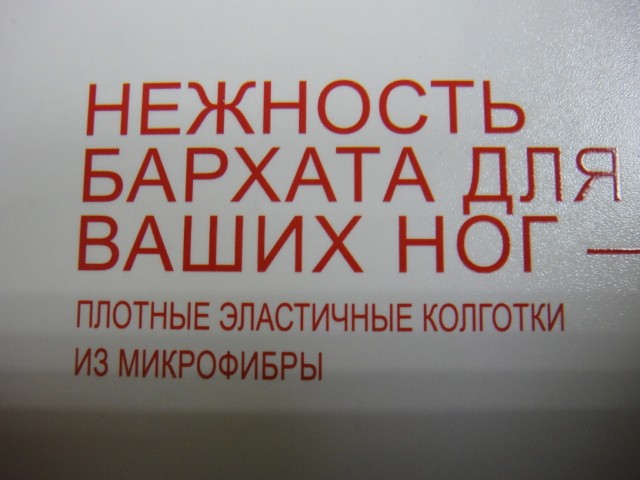 НЕЖНОСТЬ
БАРХАТА ДЛЯ
ВАШИХ НОГ —
ПЛОТНЫЕ ЭЛАСТИЧНЫЕ КОЛГОТКИ
ИЗ МИКРОФИБРЫ